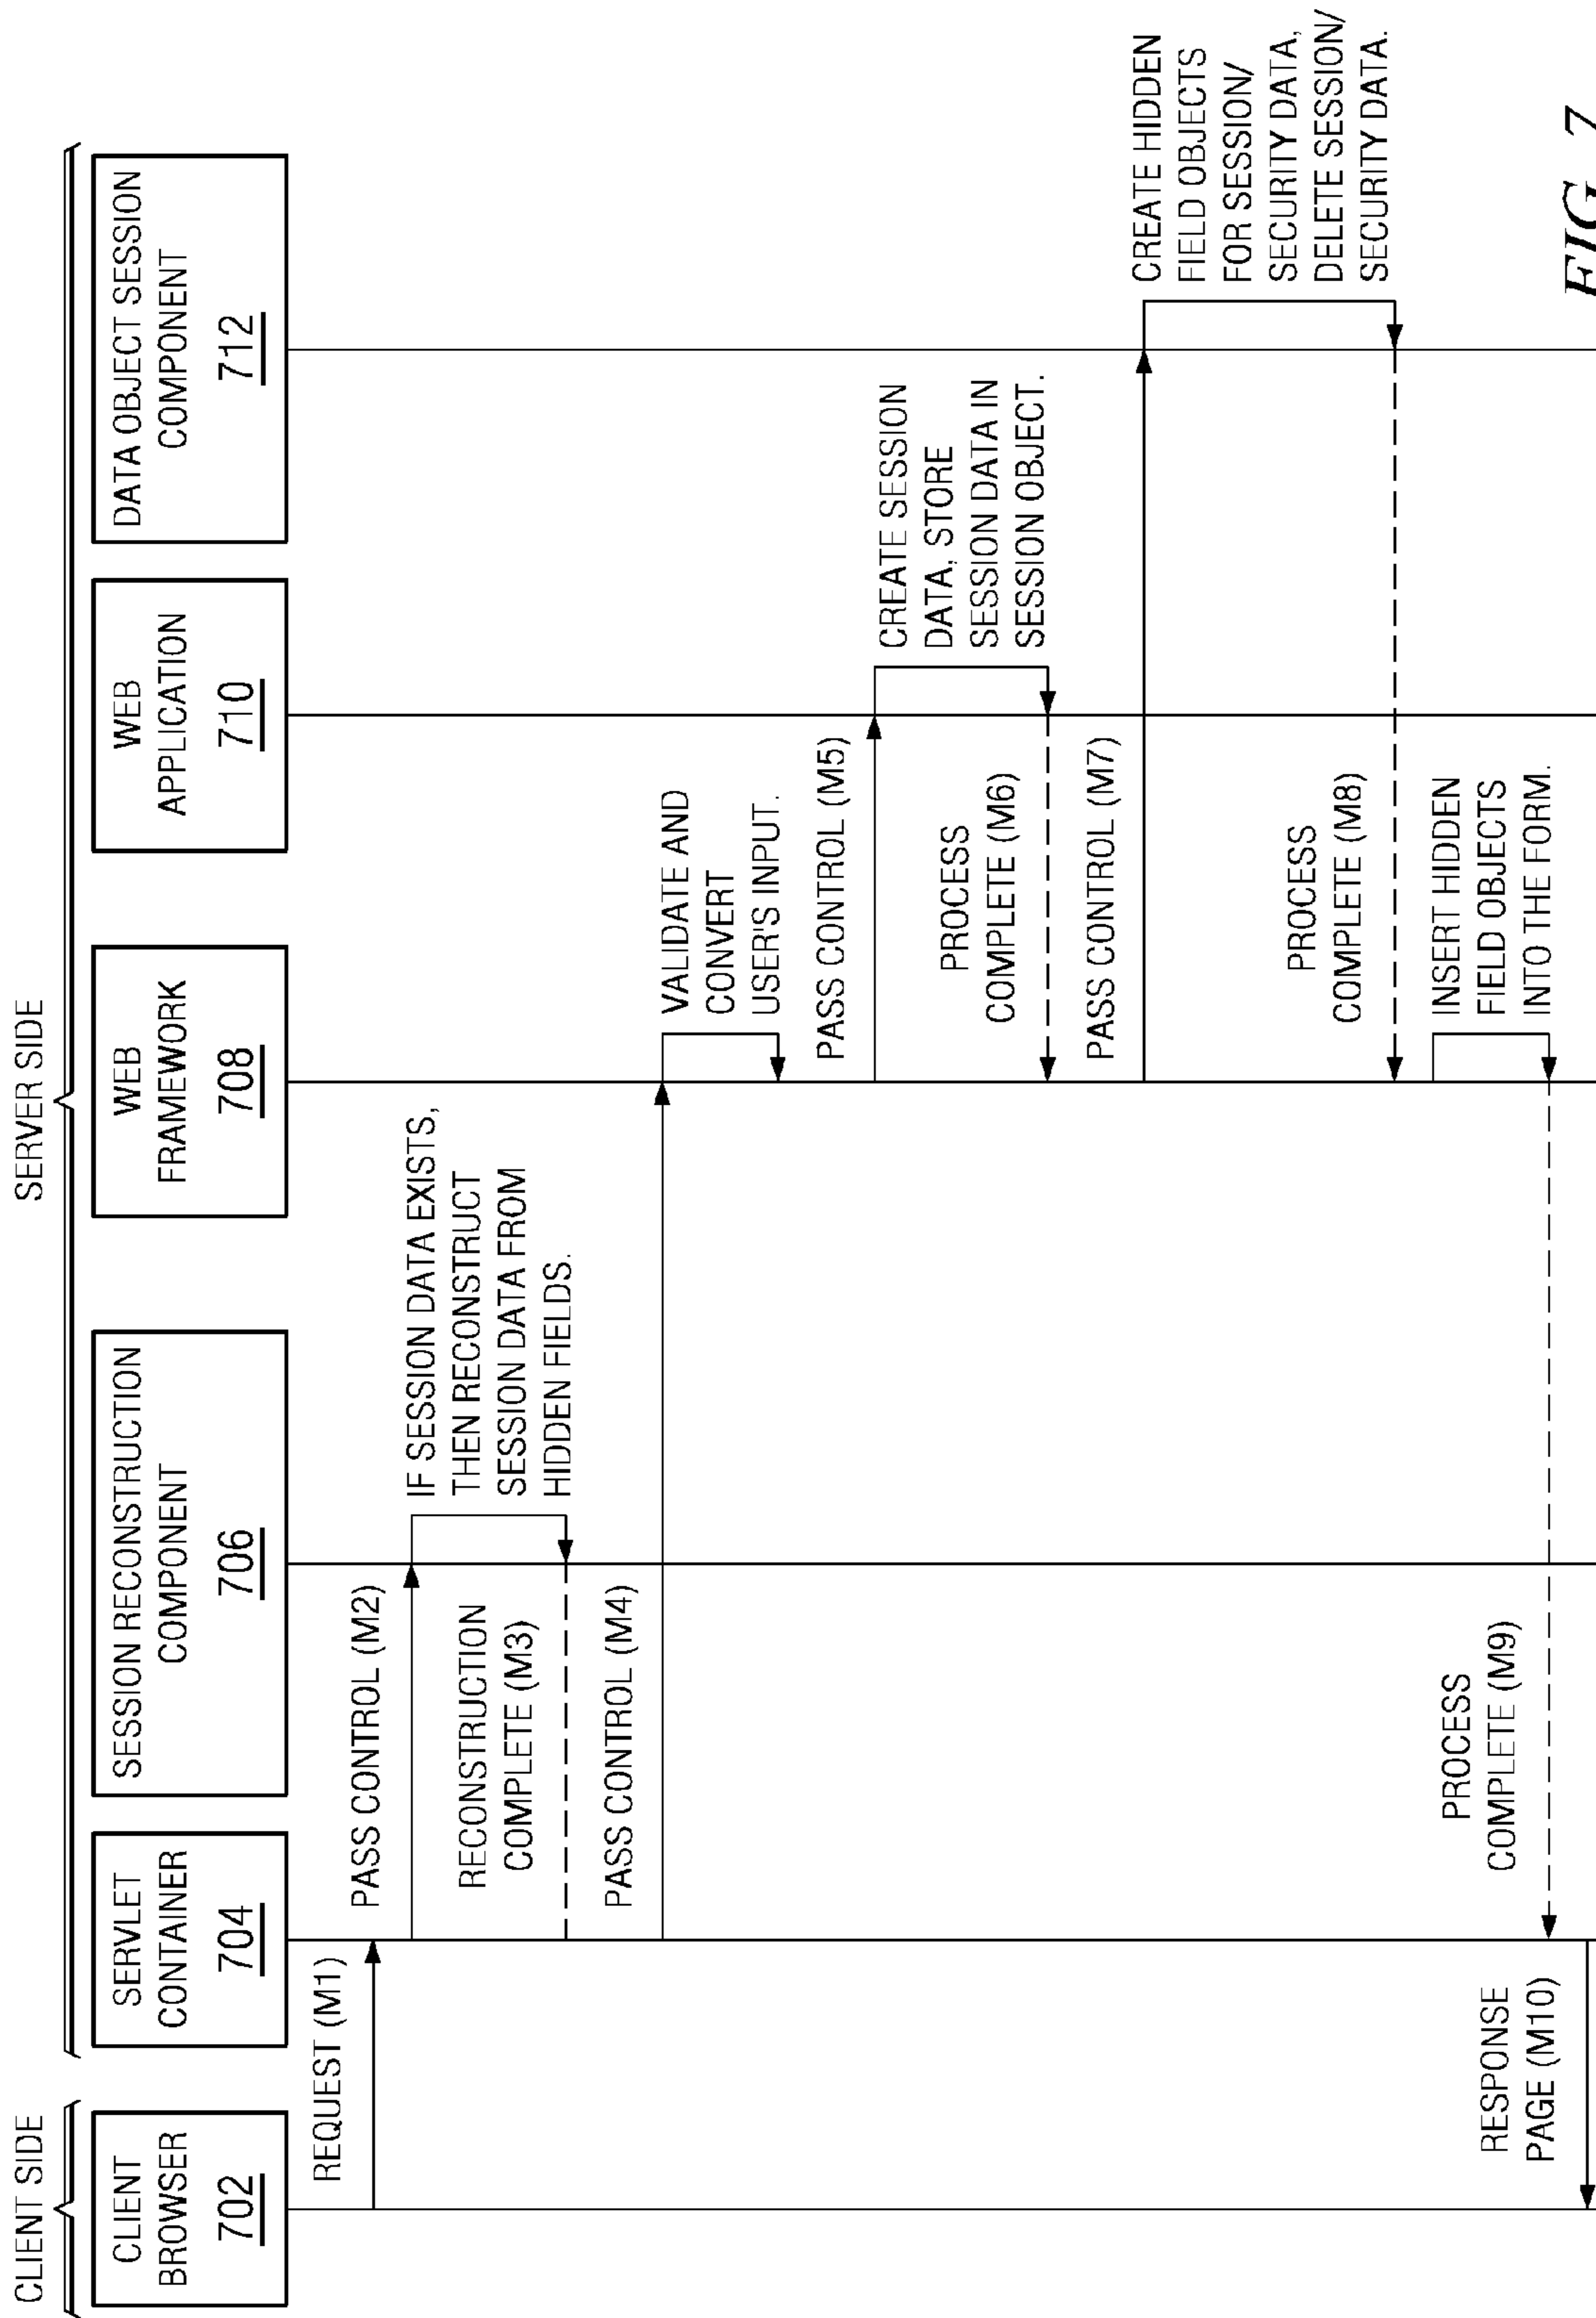 CLIENT SIDE
SERVER SIDE
CLIENT
BROWSER
702
SERVLET
CONTAINER
704
SESSION RECONSTRUCTION
COMPONENT
706
WEB
FRAMEWORK
708
WEB
APPLICATION
710
DATA OBJECT SESSION
COMPONENT
712
REQUEST (M1)
PASS CONTROL (M2)
IF SESSION DATA EXISTS,
THEN RECONSTRUCT
SESSION DATA FROM
HIDDEN FIELDS.
RECONSTRUCTION
COMPLETE (M3)
PASS CONTROL (M4)
VALIDATE AND
CONVERT
USER'S INPUT.
PASS CONTROL (M5)
CREATE SESSION
DATA, STORE
SESSION DATA IN
SESSION OBJECT.
PROCESS
COMPLETE (M6)
PASS CONTROL (M7)
CREATE HIDDEN
FIELD OBJECTS
FOR SESSION/
SECURITY DATA,
DELETE SESSION/
SECURITY DATA.
PROCESS
COMPLETE (M8)
INSERT HIDDEN
FIELD OBJECTS
INTO THE FORM.
PROCESS
COMPLETE (M9)
RESPONSE
PAGE (M10)
FIG. 7